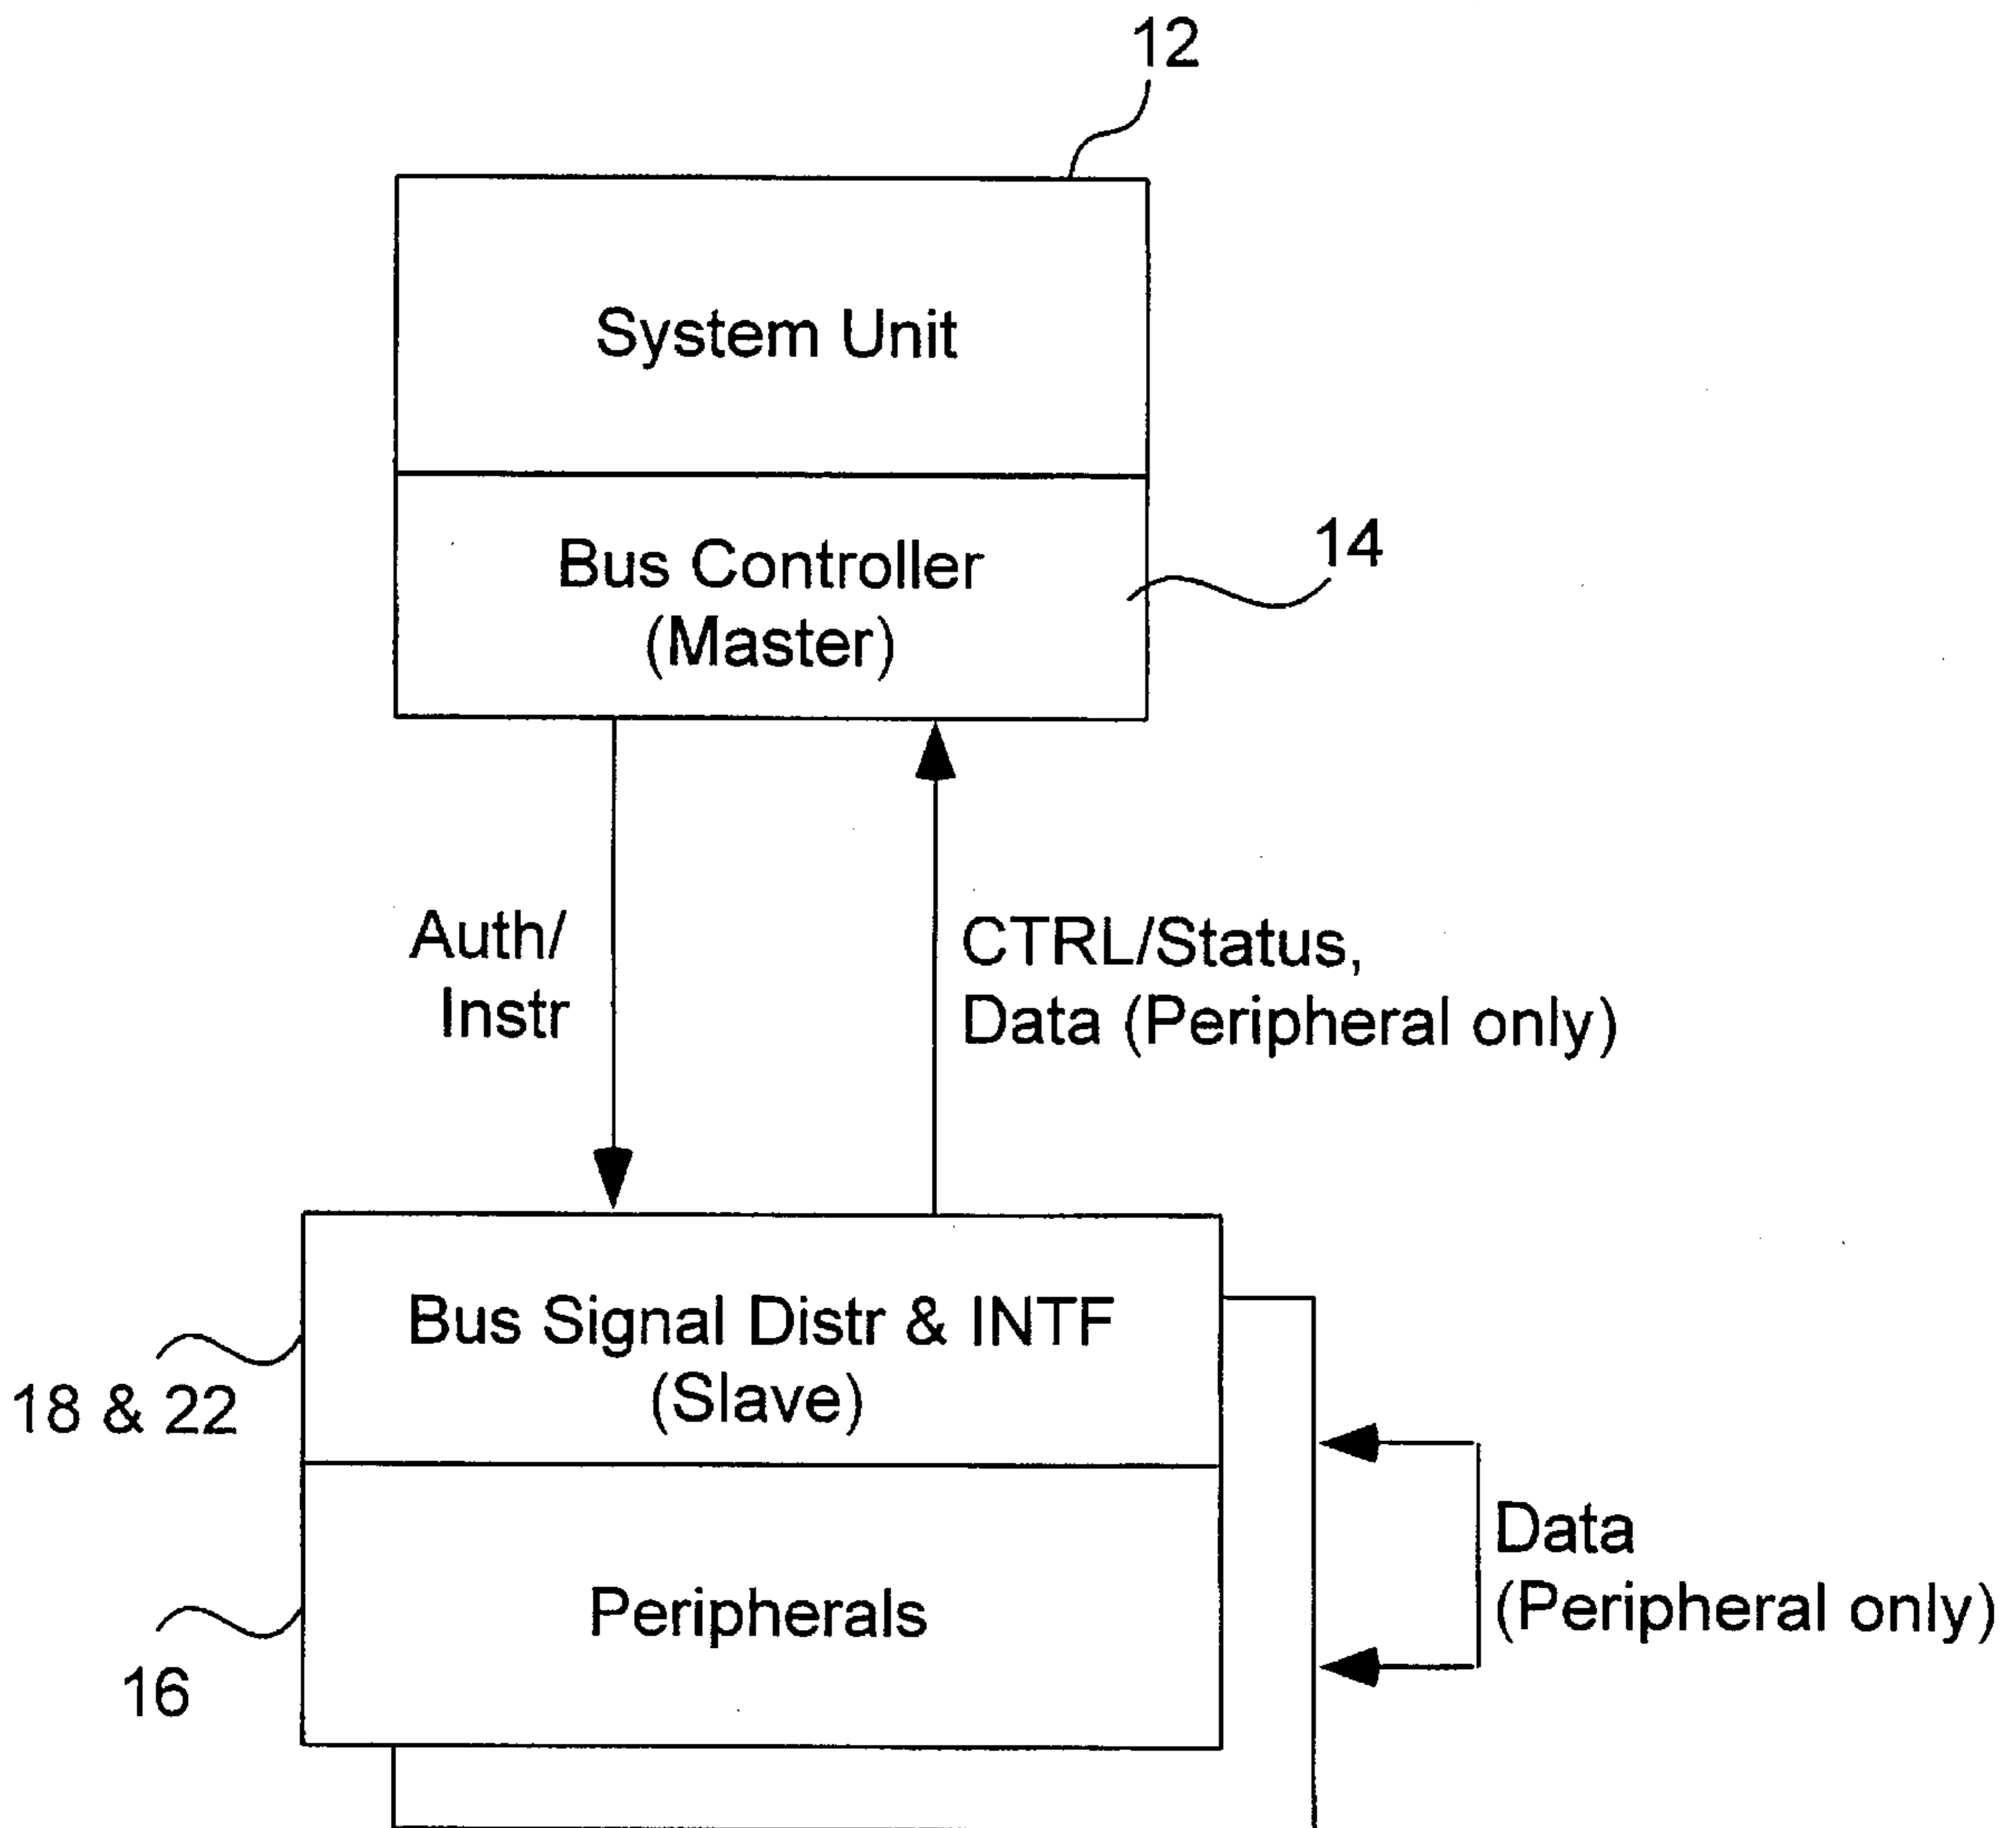 12
System Unit
Bus Controller
(Master)
14
Auth/
Instr
CTRL/Status,
Data (Peripheral only)
Bus Signal Distr & INTF
(Slave)
18 & 22
Peripherals
16
Data
(Peripheral only)